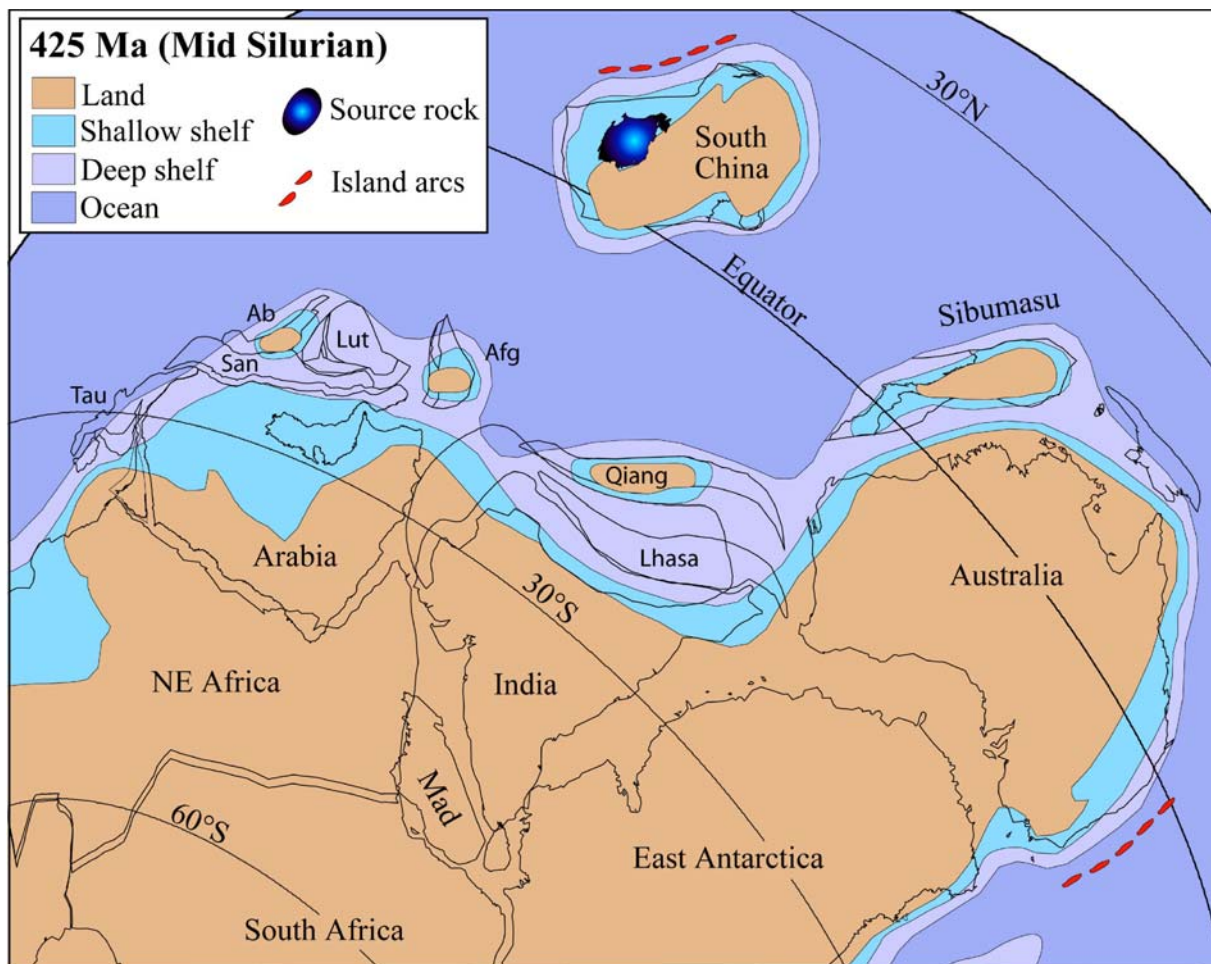 425 Ma (Mid Silurian)
Land
Shallow shelf
Deep shelf
Ocean
Source rock
Island arcs
30°N
South
China
Equator
Sibumasu
Ab
Lut
San
Afg
Tau
Qiang
Lhasa
Arabia
30°S
Australia
NE Africa
India
Mad
60°S
East Antarctica
South Africa